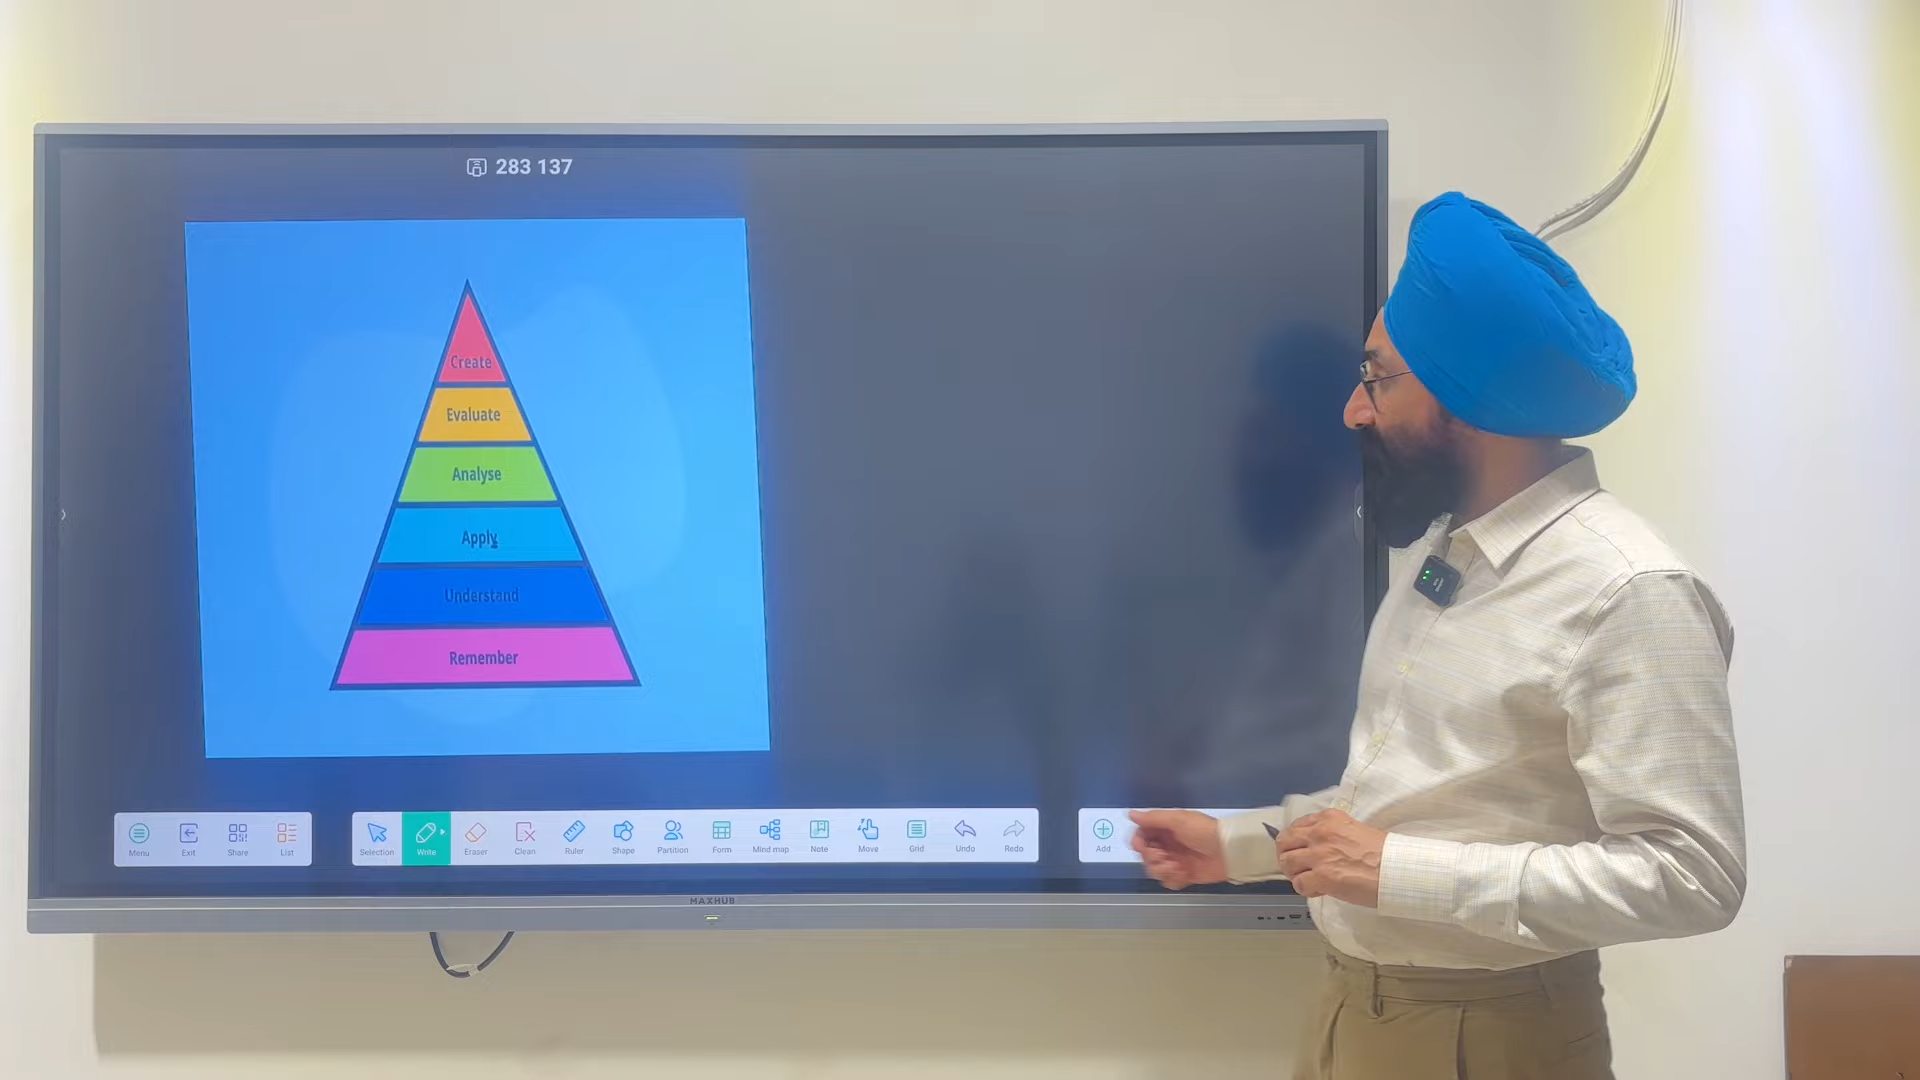 283 137
Create
Evaluate
Analyse
Apply
Understand
Remember
Menu Exit Share List
Selection Write Eraser Clean Ruler Shape Partition Form Mind map Note Move Grid Undo Redo
Add
MAXHUB